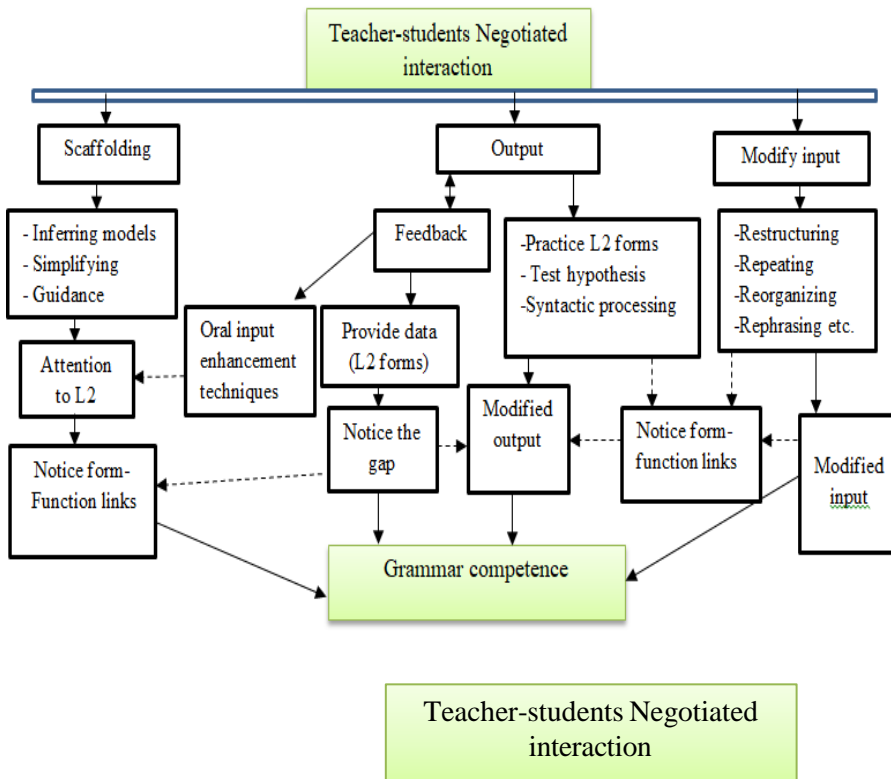 Teacher-students Negotiated
interaction
Scaffolding
Output
Modify input
- Inferring models
- Simplifying
- Guidance
Feedback
-Practice L2 forms
- Test hypothesis
-Syntactic processing
-Restructuring
-Repeating
-Reorganizing
-Rephrasing etc.
Oral input
enhancement
techniques
Provide data
(L2 forms)
Attention
to L2
Notice the
gap
Modified
output
Notice form-
function links
Modified
input
Notice form-
Function links
Grammar competence
Teacher-students Negotiated
interaction